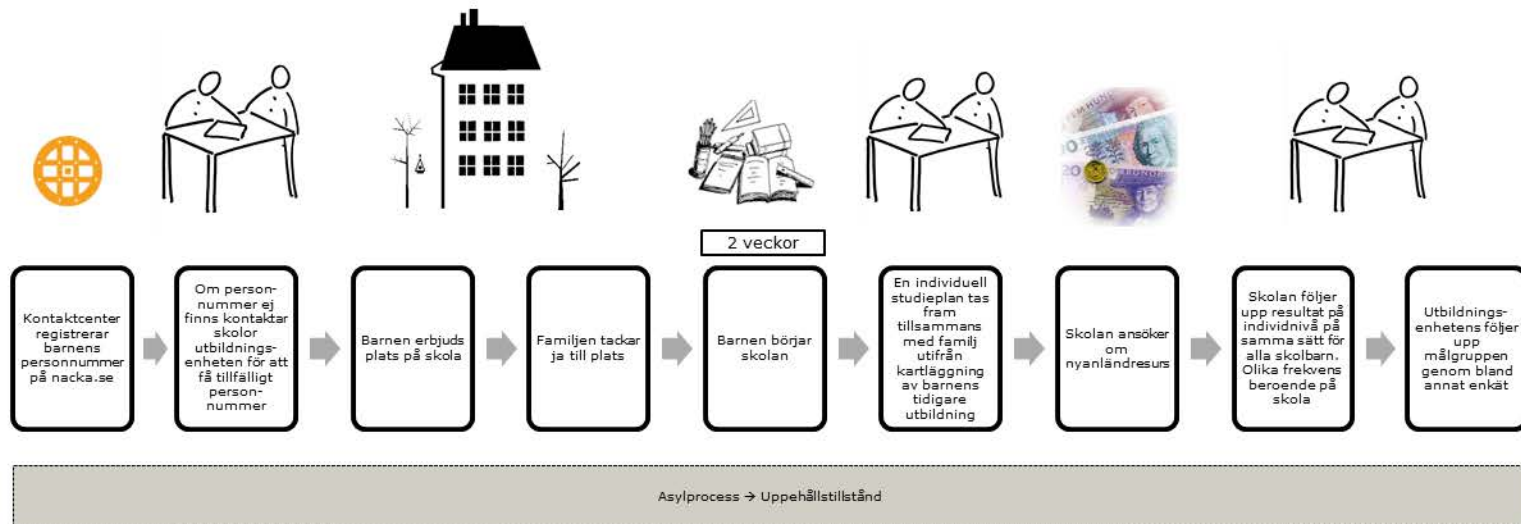 2 veckor
Kontaktcenter
registrerar
barnens
personnummer
på nacka.se
Om person-
nummer ej
finns kontaktar
skolor
utbildnings-
enheten för att
få tillfälligt
person-
nummer
Barnen erbjuds
plats på skola
Familjen tackar
ja till plats
Barnen börjar
skolan
En individuell
studieplan tas
fram
tillsammans
med familj
utifrån
kartläggning
av barnens
tidigare
utbildning
Skolan ansöker
om
nyanländresurs
Skolan följer
upp resultat på
individnivå på
samma sätt för
alla skolbarn.
Olika frekvens
beroende på
skola
Utbildnings-
enhetens följer
upp
målgruppen
genom bland
annat enkät
Asylprocess → Uppehållstillstånd